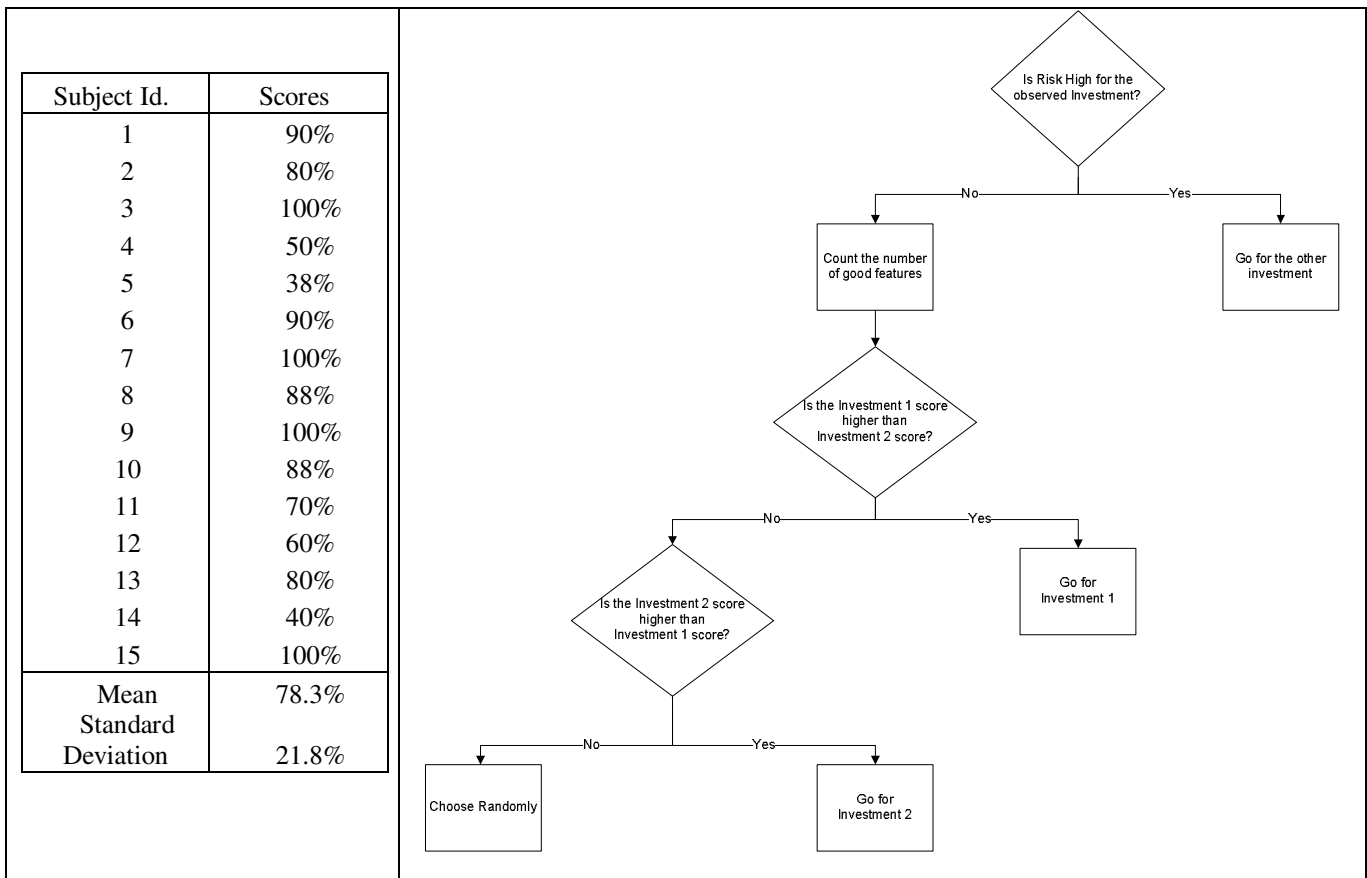 Subject Id. Scores
1 90%
2 80%
3 100%
4 50%
5 38%
6 90%
7 100%
8 88%
9 100%
10 88%
11 70%
12 60%
13 80%
14 40%
15 100%
Mean 78.3%
Standard
Deviation 21.8%
Is Risk High for the
observed Investment?
No
Yes
Count the number
of good features
Go for the other
investment
Is the Investment 1 score
higher than
Investment 2 score?
No
Yes
Is the Investment 2 score
higher than
Investment 1 score?
Go for
Investment 1
No
Yes
Choose Randomly
Go for
Investment 2